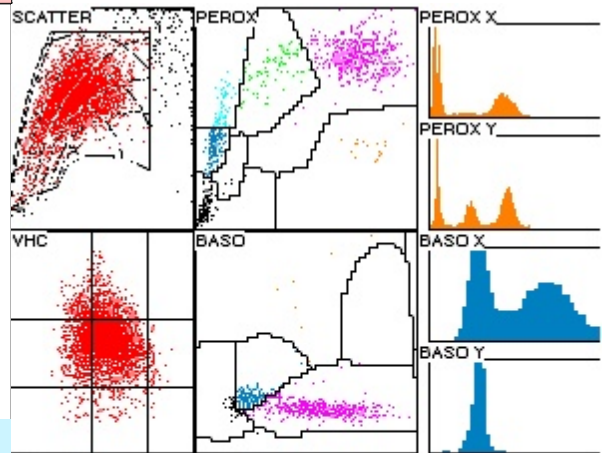 SCATTER
PEROX
PEROX X
PEROX Y
VHC
BASO
BASO X
BASO Y